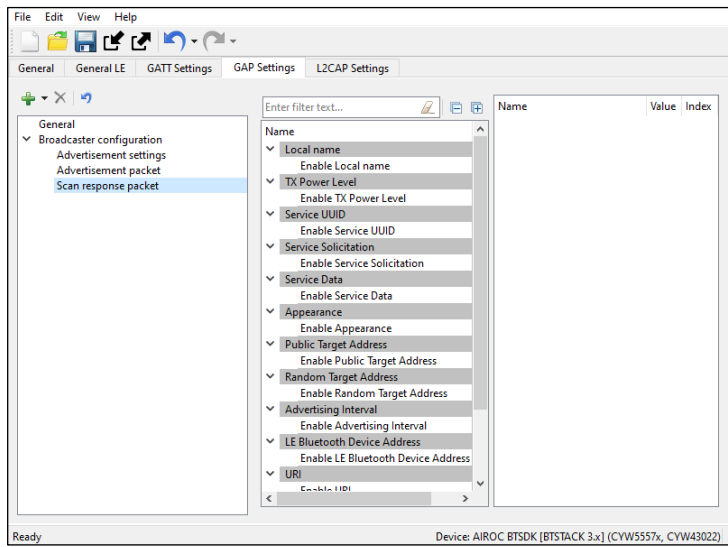 File Edit View Help
General General LE GATT Settings GAP Settings L2CAP Settings
General
Broadcaster configuration
Advertisement settings
Advertisement packet
Scan response packet
Enter filter text...
Name
Local name
Enable Local name
TX Power Level
Enable TX Power Level
Service UUID
Enable Service UUID
Service Solicitation
Enable Service Solicitation
Service Data
Enable Service Data
Appearance
Enable Appearance
Public Target Address
Enable Public Target Address
Random Target Address
Enable Random Target Address
Advertising Interval
Enable Advertising Interval
LE Bluetooth Device Address
Enable LE Bluetooth Device Address
URI
Enable URI
Name Value Index
Ready Device: AIROC BTSDK [BTSTACK 3.x] (CYW5557x, CYW43022)